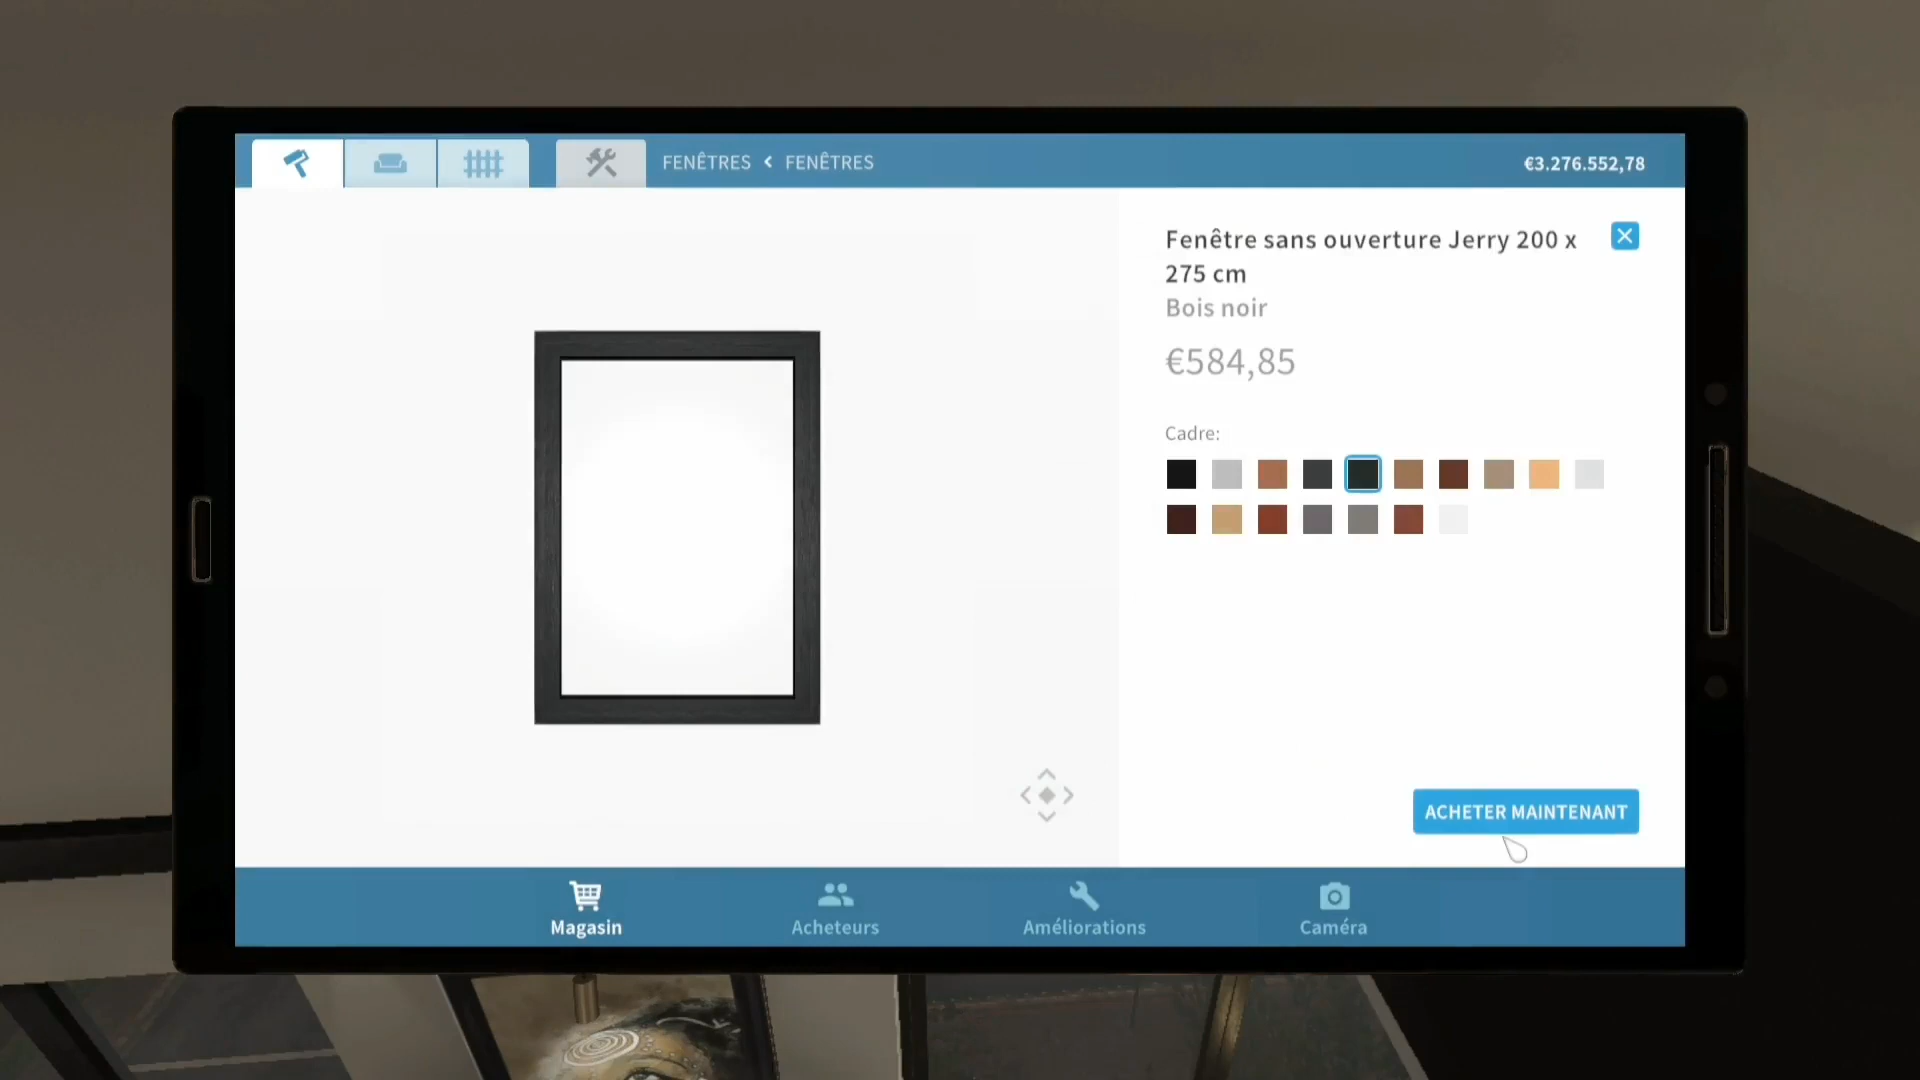 FENÊTRES < FENÊTRES
€3.276.552,78
Fenêtre sans ouverture Jerry 200 x
275 cm
Bois noir
€584,85
Cadre:
ACHETER MAINTENANT
Magasin
Acheteurs
Améliorations
Caméra